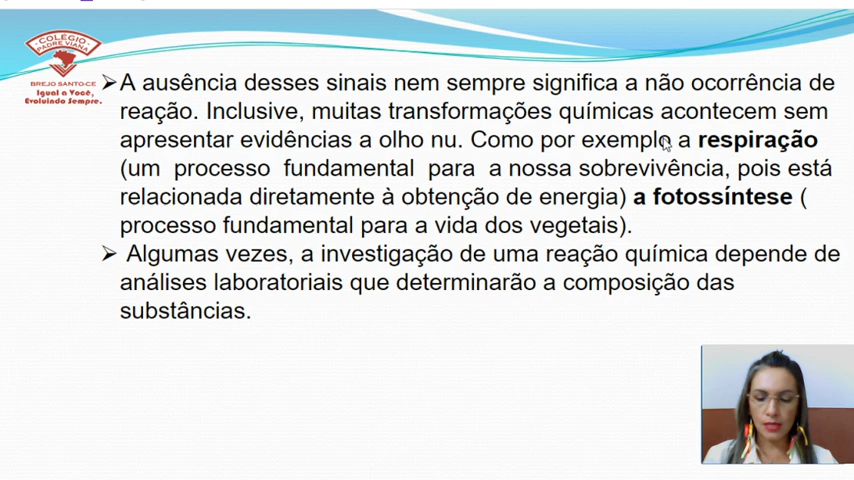 COLÉGIO
PADRE VIANA
BREJO SANTO-CE
Igual a Você,
Evoluindo Sempre.
➢A ausência desses sinais nem sempre significa a não ocorrência de
reação. Inclusive, muitas transformações químicas acontecem sem
apresentar evidências a olho nu. Como por exemplo a respiração
(um processo fundamental para a nossa sobrevivência, pois está
relacionada diretamente à obtenção de energia) a fotossíntese (
processo fundamental para a vida dos vegetais).
➢ Algumas vezes, a investigação de uma reação química depende de
análises laboratoriais que determinarão a composição das
substâncias.